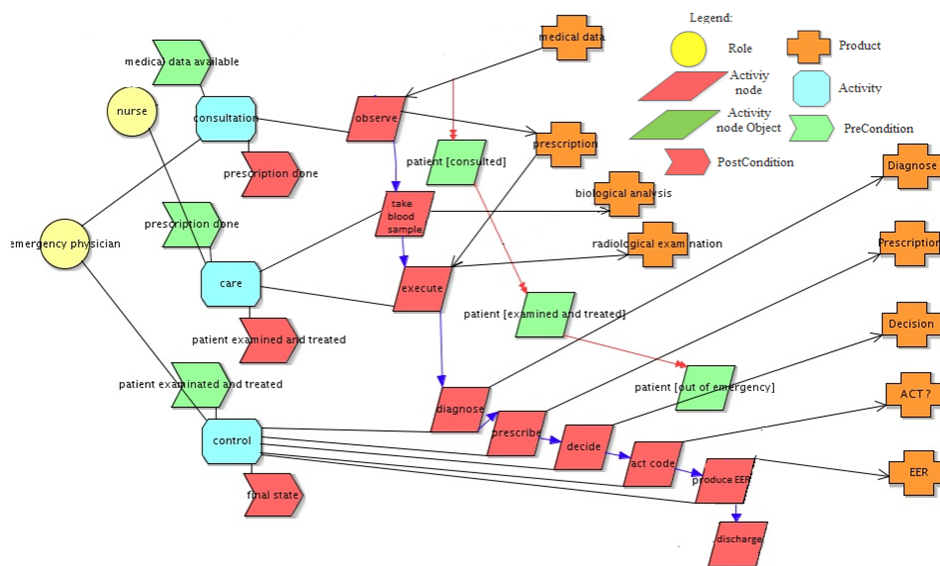 Legend:
Role
Product
Activiy
node
Activity
Activity
node Object
PreCondition
PostCondition
medical data
medical data available
nurse
consultation
observe
prescription
patient [consulted]
Diagnose
prescription done
biological analysis
take
blood
sample
prescription done
emergency physician
radiological examination
Prescription
care
execute
patient [examined and treated]
Decision
patient examined and treated
patient examinated and treated
patient [out of emergency]
ACT ?
diagnose
prescribe
control
decide
act code
EER
produce EER
final state
discharge